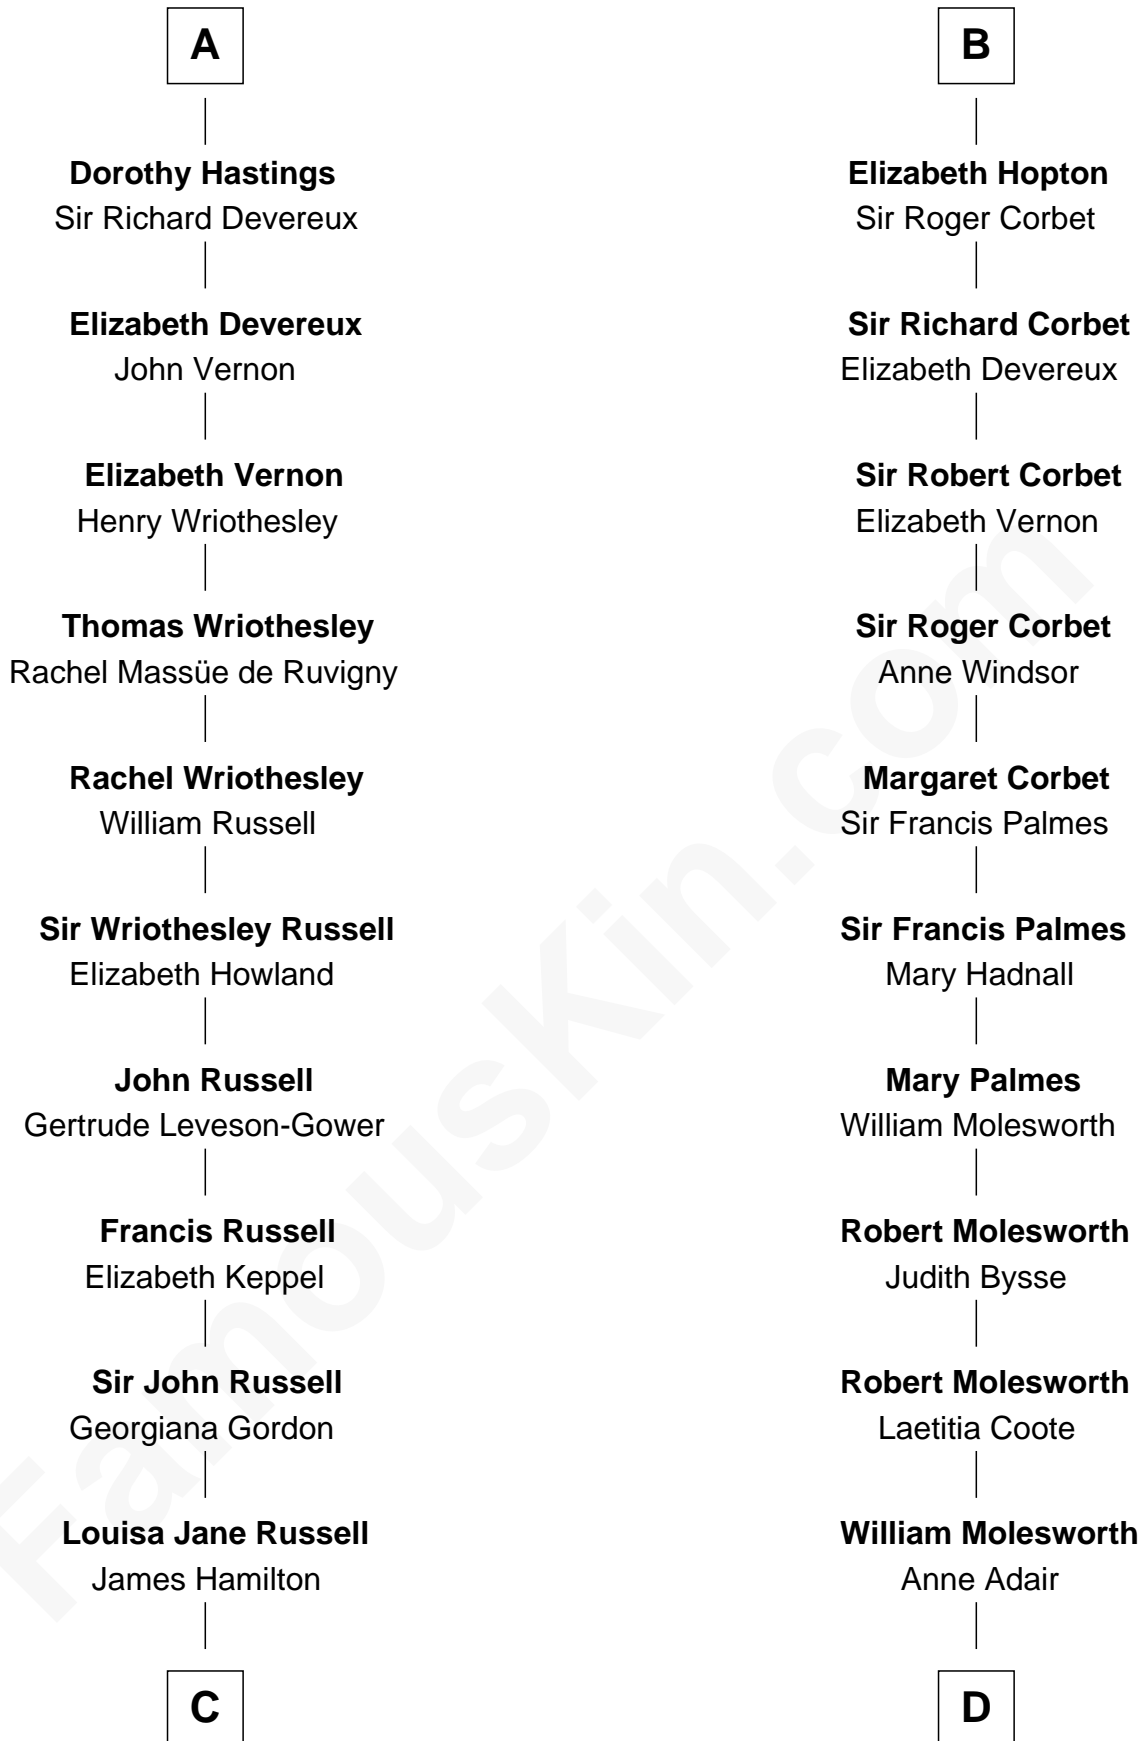 A
Dorothy Hastings
Sir Richard Devereux
Elizabeth Devereux
John Vernon
Elizabeth Vernon
Henry Wriothesley
Thomas Wriothesley
Rachel Massüe de Ruvigny
Rachel Wriothesley
William Russell
Sir Wriothesley Russell
Elizabeth Howland
John Russell
Gertrude Leveson-Gower
Francis Russell
Elizabeth Keppel
Sir John Russell
Georgiana Gordon
Louisa Jane Russell
James Hamilton
C
B
Elizabeth Hopton
Sir Roger Corbet
Sir Richard Corbet
Elizabeth Devereux
Sir Robert Corbet
Elizabeth Vernon
Sir Roger Corbet
Anne Windsor
Margaret Corbet
Sir Francis Palmes
Sir Francis Palmes
Mary Hadnall
Mary Palmes
William Molesworth
Robert Molesworth
Judith Bysse
Robert Molesworth
Laetitia Coote
William Molesworth
Anne Adair
D
FamousKin.com